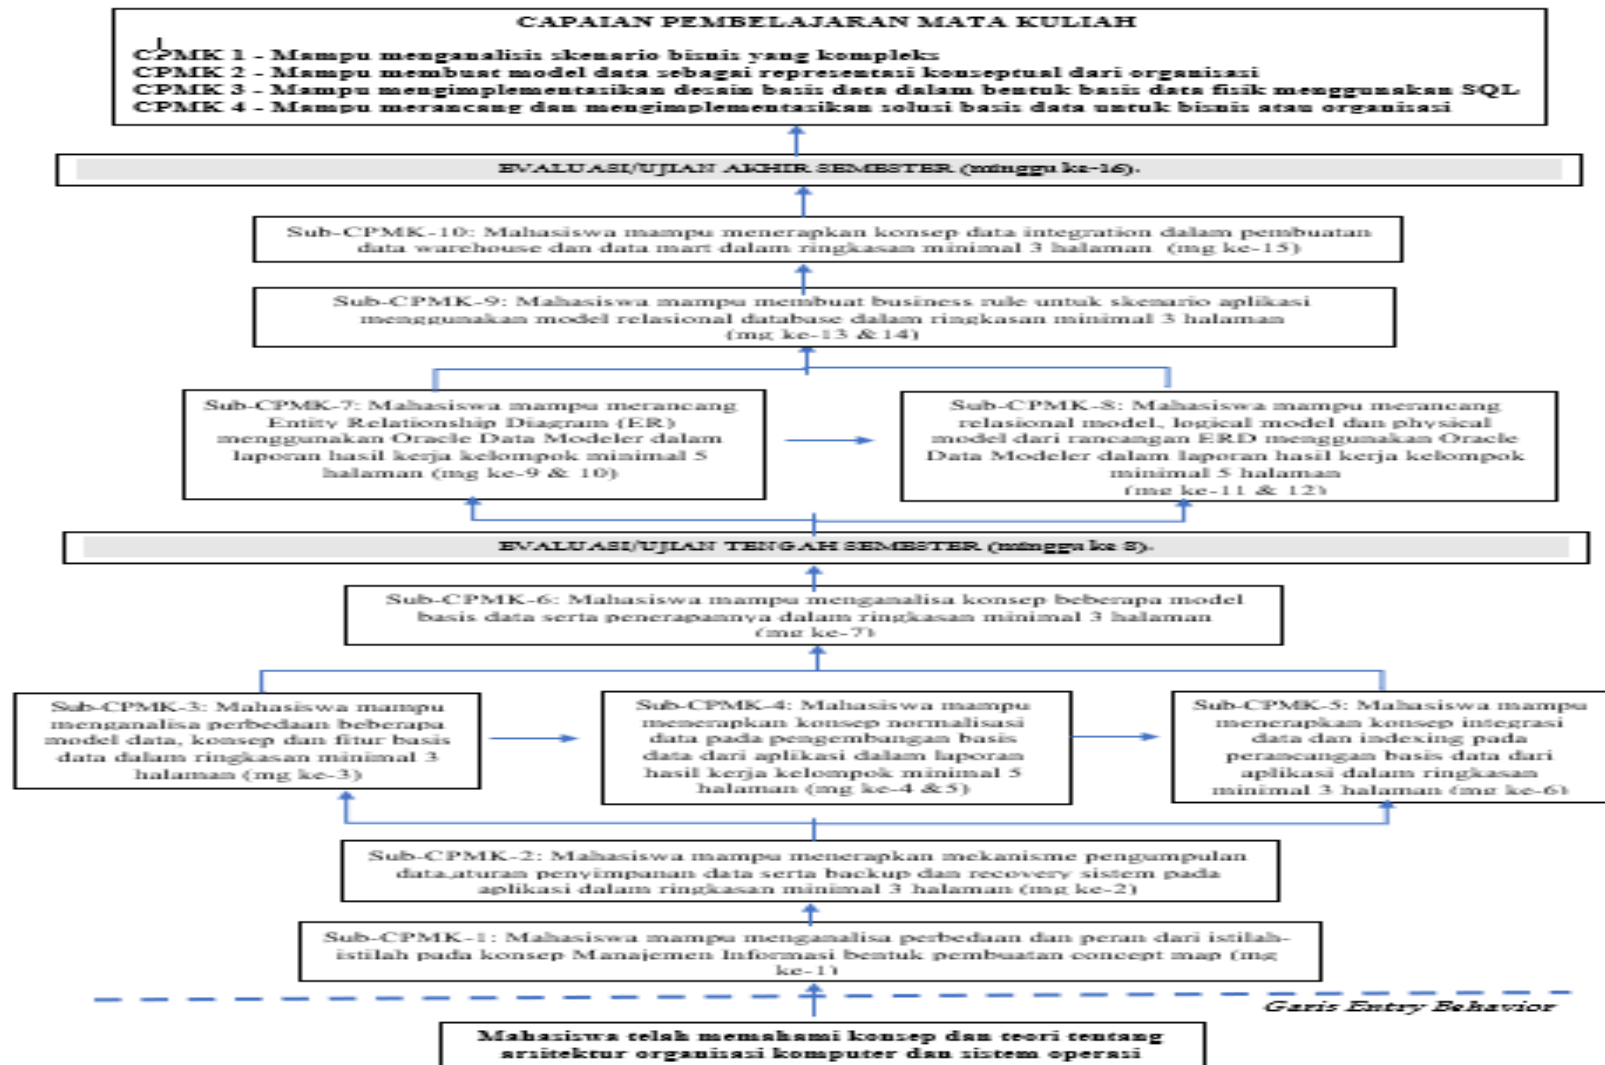 CAPAIAN PEMBELAJARAN MATA KULIAH
CPMK 1 - Mampu menganalisis skenario bisnis yang kompleks
CPMK 2 - Mampu membuat model data sebagai representasi konseptual dari organisasi
CPMK 3 - Mampu mengimplementasikan desain basis data dalam bentuk basis data fisik menggunakan SQL
CPMK 4 - Mampu merancang dan mengimplementasikan solusi basis data untuk bisnis atau organisasi
EVALUASI/UJIAN AKHIR SEMESTER (minggu ke-16).
Sub-CPMK-10: Mahasiswa mampu menerapkan konsep data integration dalam pembuatan
data warehouse dan data mart dalam ringkasan minimal 3 halaman (mg ke-15)
Sub-CPMK-9: Mahasiswa mampu membuat business rule untuk skenario aplikasi
menggunakan model relasional database dalam ringkasan minimal 3 halaman
(mg ke-13 &14)
Sub-CPMK-7: Mahasiswa mampu merancang
Entity Relationship Diagram (ER)
menggunakan Oracle Data Modeler dalam
laporan hasil kerja kelompok minimal 5
halaman (mg ke-9 & 10)
Sub-CPMK-8: Mahasiswa mampu merancang
relasional model, logical model dan physical
model dari rancangan ERD menggunakan Oracle
Data Modeler dalam laporan hasil kerja kelompok
minimal 5 halaman
(mg ke-11 & 12)
EVALUASI/UJIAN TENGAH SEMESTER (minggu ke 8).
Sub-CPMK-6: Mahasiswa mampu menganalisa konsep beberapa model
basis data serta penerapannya dalam ringkasan minimal 3 halaman
(mg ke-7)
Sub-CPMK-3: Mahasiswa mampu
menganalisa perbedaan beberapa
model data, konsep dan fitur basis
data dalam ringkasan minimal 3
halaman (mg ke-3)
Sub-CPMK-4: Mahasiswa mampu
menerapkan konsep normalisasi
data pada pengembangan basis
data dari aplikasi dalam laporan
hasil kerja kelompok minimal 5
halaman (mg ke-4 &5)
Sub-CPMK-5: Mahasiswa mampu
menerapkan konsep integrasi
data dan indexing pada
perancangan basis data dari
aplikasi dalam ringkasan
minimal 3 halaman (mg ke-6)
Sub-CPMK-2: Mahasiswa mampu menerapkan mekanisme pengumpulan
data,aturan penyimpanan data serta backup dan recovery sistem pada
aplikasi dalam ringkasan minimal 3 halaman (mg ke-2)
Sub-CPMK-1: Mahasiswa mampu menganalisa perbedaan dan peran dari istilah-
istilah pada konsep Manajemen Informasi bentuk pembuatan concept map (mg
ke-1)
Garis Entry Behavior
Mahasiswa telah memahami konsep dan teori tentang
arsitektur organisasi komputer dan sistem operasi